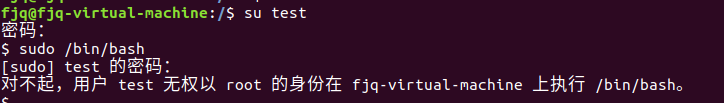 fjq@fjq-virtual-machine:/$ su test
密码：
$ sudo /bin/bash
[sudo] test 的密码：
对不起，用户 test 无权以 root 的身份在 fjq-virtual-machine 上执行 /bin/bash。
$